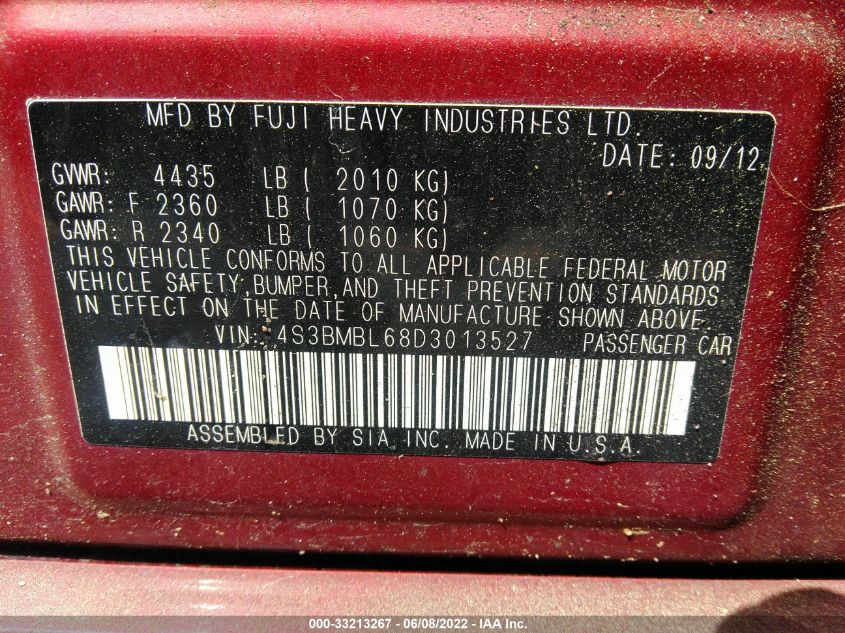 MFD BY FUJI HEAVY INDUSTRIES LTD.
DATE: 09/12
GVWR: 4435 LB ( 2010 KG)
GAWR: F 2360 LB ( 1070 KG)
GAWR: R 2340 LB ( 1060 KG)
THIS VEHICLE CONFORMS TO ALL APPLICABLE FEDERAL MOTOR
VEHICLE SAFETY, BUMPER, AND THEFT PREVENTION STANDARDS
IN EFFECT ON THE DATE OF MANUFACTURE SHOWN ABOVE.
VIN: 4S3BMBL68D3013527 PASSENGER CAR
ASSEMBLED BY SIA, INC. MADE IN U.S.A.
000-33213267 - 06/08/2022 - IAA Inc.